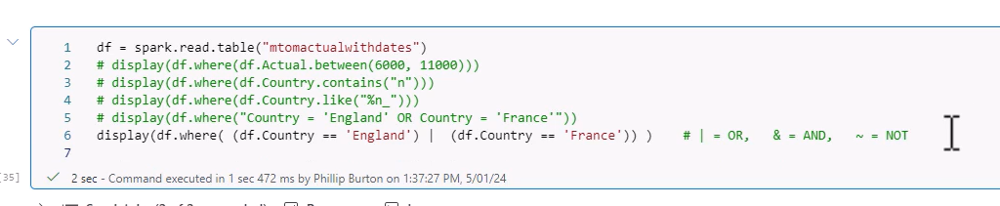 1 df = spark.read.table("mtomactualwithdates")
2 # display(df.where(df.Actual.between(6000, 11000)))
3 # display(df.where(df.Country.contains("n")))
4 # display(df.where(df.Country.like("%n_")))
5 # display(df.where("Country = 'England' OR Country = 'France'"))
6 display(df.where( (df.Country == 'England') | (df.Country == 'France')) ) # | = OR, & = AND, ~ = NOT
7
35] 2 sec - Command executed in 1 sec 472 ms by Phillip Burton on 1:37:27 PM, 5/01/24